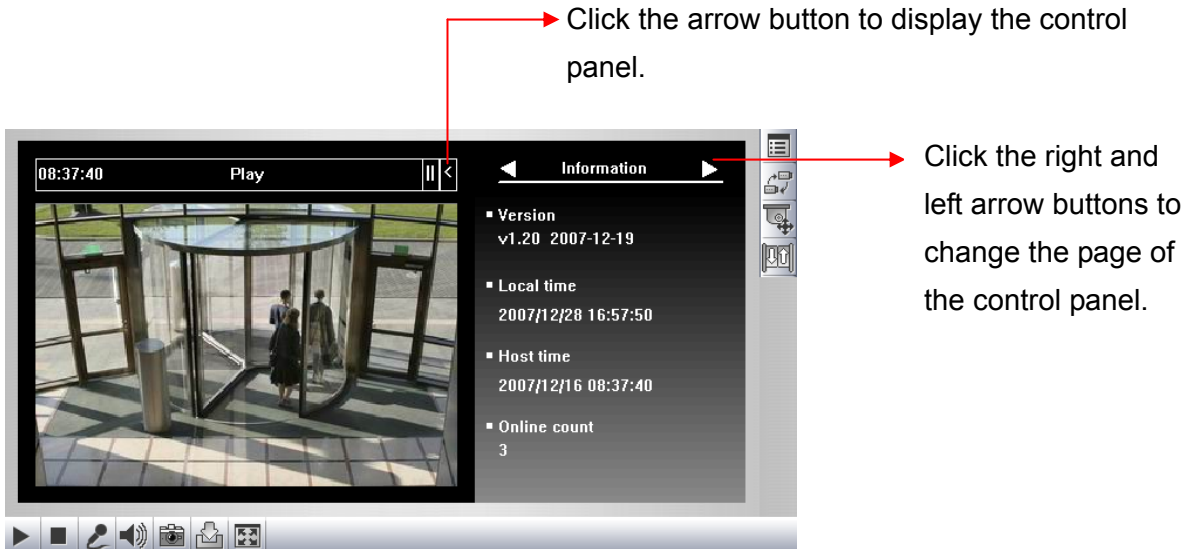 Click the arrow button to display the control
panel.
08:37:40 Play
Information
Version
v1.20 2007-12-19
Local time
2007/12/28 16:57:50
Host time
2007/12/16 08:37:40
Online count
3
Click the right and
left arrow buttons to
change the page of
the control panel.